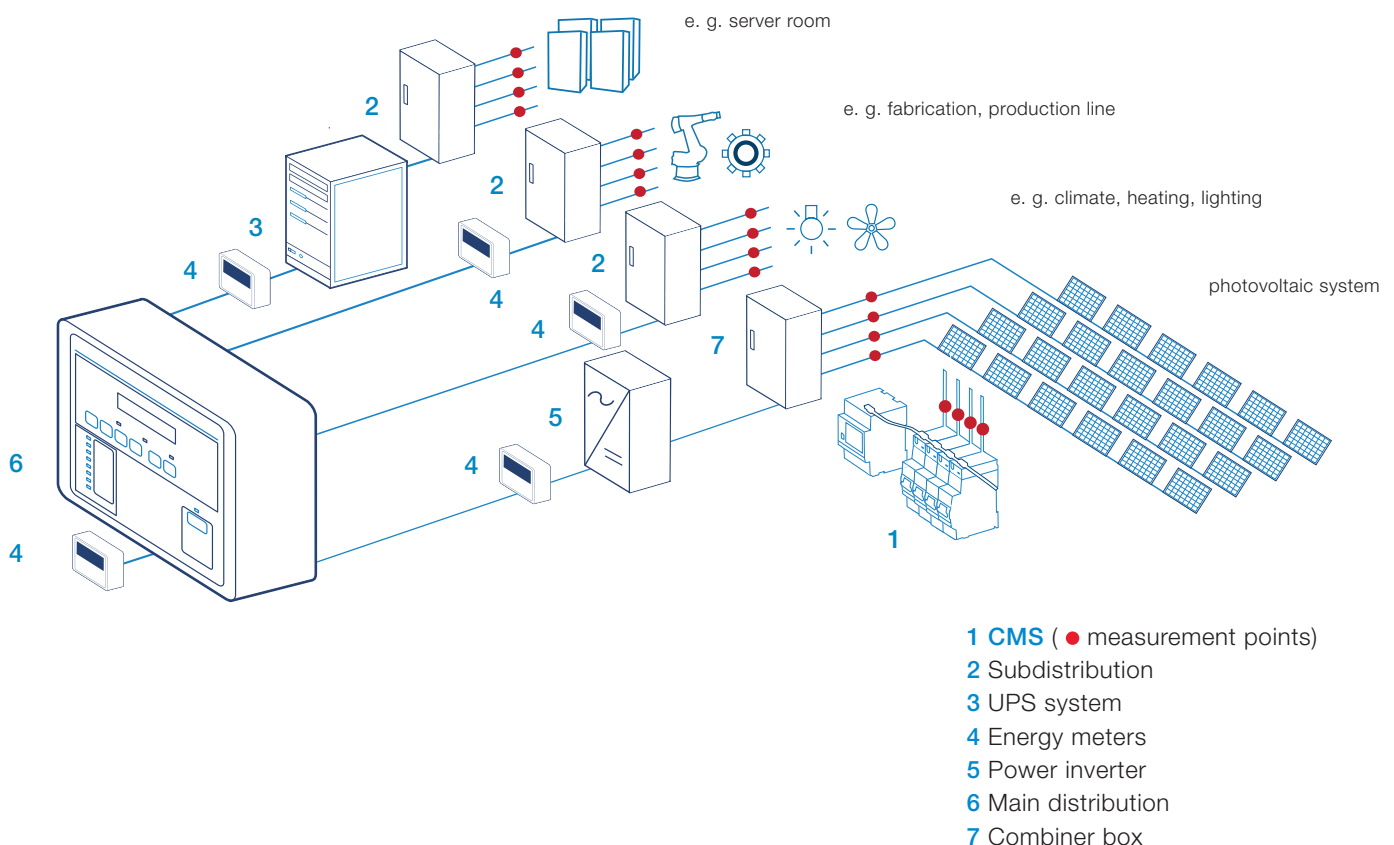 e. g. server room
2
e. g. fabrication, production line
2
3
e. g. climate, heating, lighting
4
2
4
photovoltaic system
4
7
5
6
4
4
1
1 CMS ( ● measurement points)
2 Subdistribution
3 UPS system
4 Energy meters
5 Power inverter
6 Main distribution
7 Combiner box